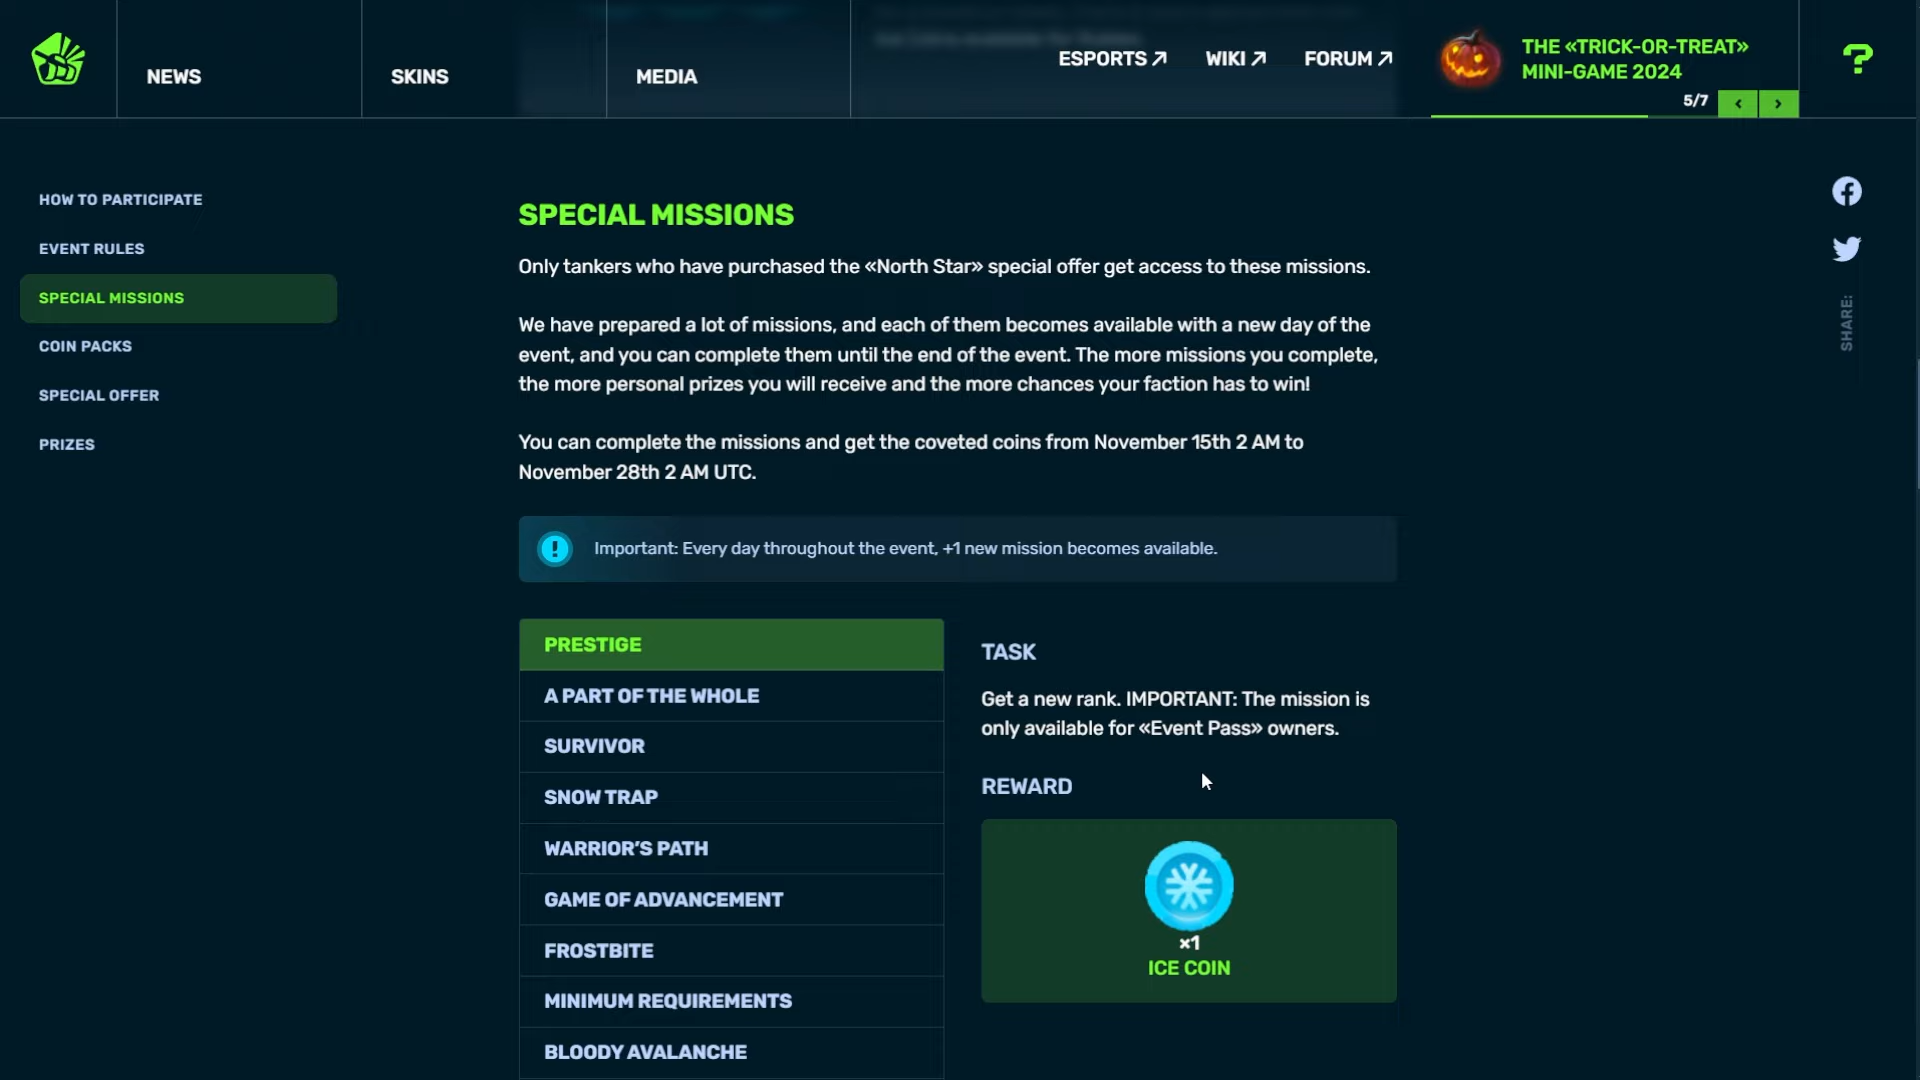 NEWS
SKINS
MEDIA
ESPORTS
WIKI
FORUM
THE «TRICK-OR-TREAT»
MINI-GAME 2024
5/7
?
HOW TO PARTICIPATE
EVENT RULES
SPECIAL MISSIONS
COIN PACKS
SPECIAL OFFER
PRIZES
SPECIAL MISSIONS
Only tankers who have purchased the «North Star» special offer get access to these missions.
We have prepared a lot of missions, and each of them becomes available with a new day of the
event, and you can complete them until the end of the event. The more missions you complete,
the more personal prizes you will receive and the more chances your faction has to win!
You can complete the missions and get the coveted coins from November 15th 2 AM to
November 28th 2 AM UTC.
Important: Every day throughout the event, +1 new mission becomes available.
PRESTIGE
A PART OF THE WHOLE
SURVIVOR
SNOW TRAP
WARRIOR’S PATH
GAME OF ADVANCEMENT
FROSTBITE
MINIMUM REQUIREMENTS
BLOODY AVALANCHE
TASK
Get a new rank. IMPORTANT: The mission is
only available for «Event Pass» owners.
REWARD
×1
ICE COIN
SHARE: